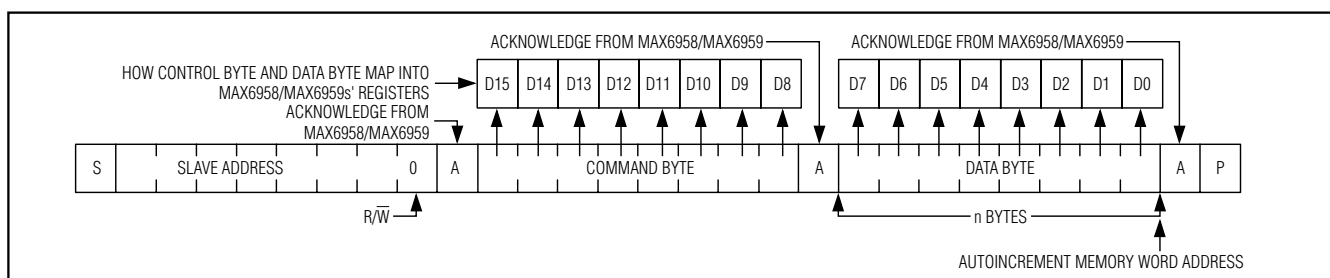 ACKNOWLEDGE FROM MAX6958/MAX6959
ACKNOWLEDGE FROM MAX6958/MAX6959
HOW CONTROL BYTE AND DATA BYTE MAP INTO
MAX6958/MAX6959s' REGISTERS
D15 D14 D13 D12 D11 D10 D9 D8
D7 D6 D5 D4 D3 D2 D1 D0
ACKNOWLEDGE FROM
MAX6958/MAX6959
S SLAVE ADDRESS 0 A COMMAND BYTE A DATA BYTE A P
R/W̅
n BYTES
AUTOINCREMENT MEMORY WORD ADDRESS